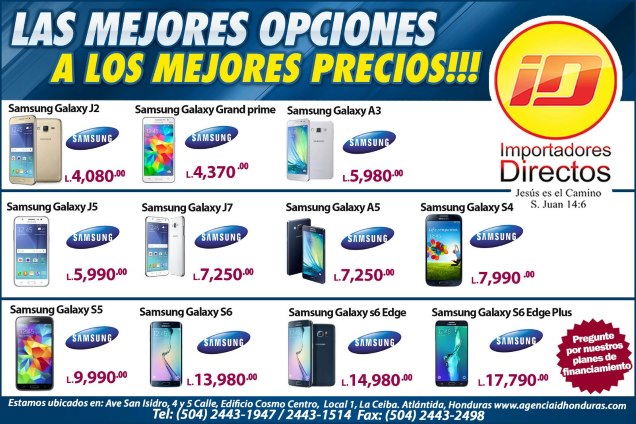 LAS MEJORES OPCIONES
A LOS MEJORES PRECIOS!!!
iD
Importadores
Directos
Jesús es el Camino
S. Juan 14:6
Samsung Galaxy J2
SAMSUNG
L.4,080.00
Samsung Galaxy Grand prime
SAMSUNG
L.4,370.00
Samsung Galaxy A3
SAMSUNG
L.5,980.00
Samsung Galaxy J5
SAMSUNG
L.5,990.00
Samsung Galaxy J7
SAMSUNG
L.7,250.00
Samsung Galaxy A5
SAMSUNG
L.7,250.00
Samsung Galaxy S4
SAMSUNG
L.7,990.00
Samsung Galaxy S5
SAMSUNG
L.9,990.00
Samsung Galaxy S6
SAMSUNG
L.13,980.00
Samsung Galaxy s6 Edge
SAMSUNG
L.14,980.00
Samsung Galaxy S6 Edge Plus
SAMSUNG
L.17,790.00
Pregunte
por nuestros
planes de
financiamiento
Estamos ubicados en: Ave San Isidro, 4 y 5 Calle, Edificio Cosmo Centro, Local 1, La Ceiba. Atlántida, Honduras www.agenciaidhonduras.com
Tel: (504) 2443-1947 / 2443-1514 Fax: (504) 2443-2498